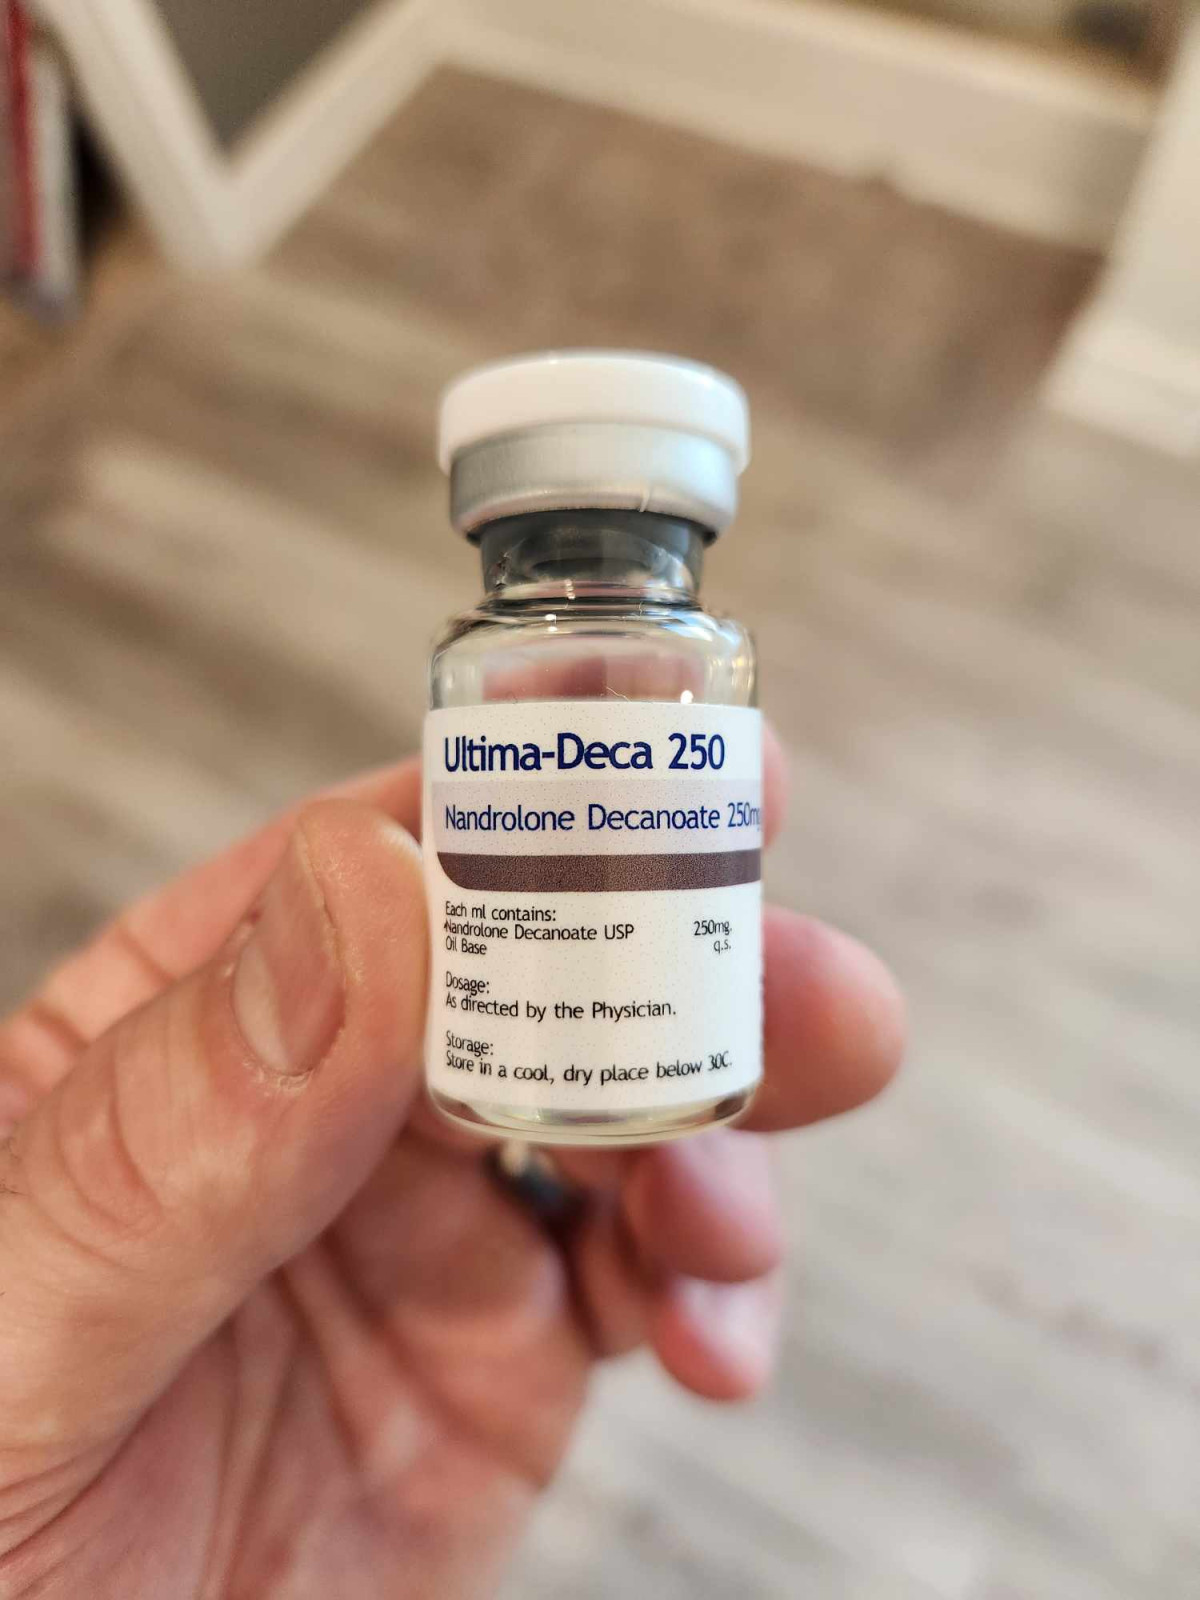 Ultima-Deca 250
Nandrolone Decanoate 250m
Each ml contains:
Nandrolone Decanoate USP 250mg.
Oil Base q.s.
Dosage:
As directed by the Physician.
Storage:
Store in a cool, dry place below 30C.